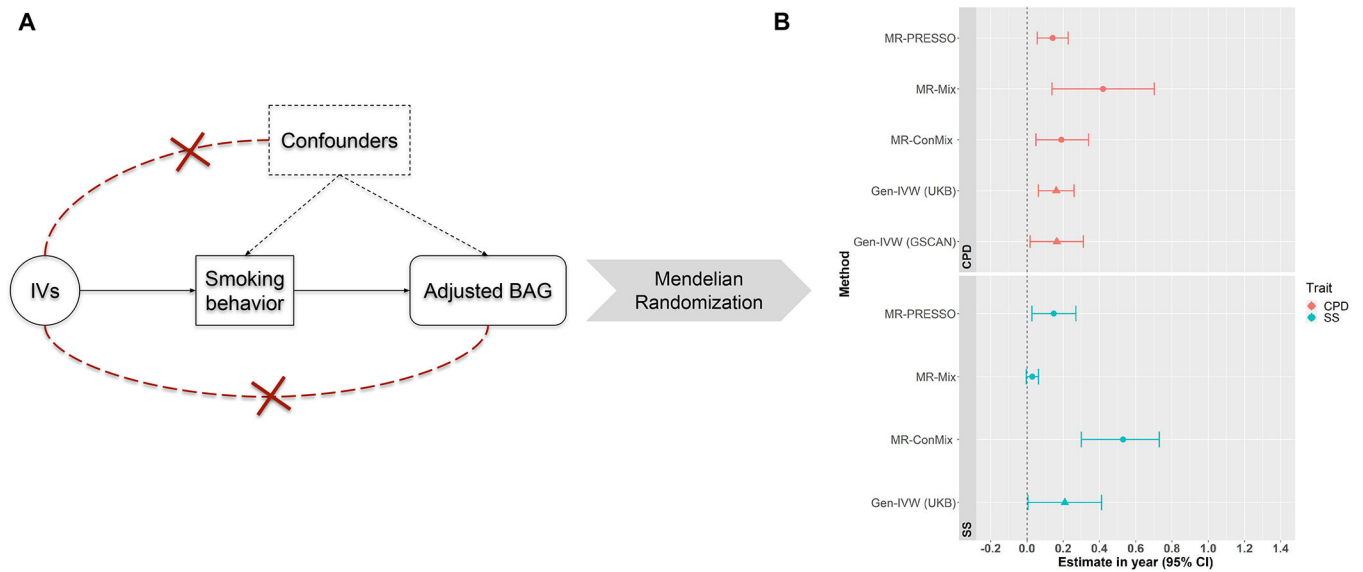 A
Confounders
IVs
Smoking
behavior
Adjusted BAG
Mendelian
Randomization
B
Method
MR-PRESSO
MR-Mix
MR-ConMix
Gen-IVW (UKB)
Gen-IVW (GSCAN)
CPD
MR-PRESSO
MR-Mix
MR-ConMix
Gen-IVW (UKB)
SS
-0.2 0.0 0.2 0.4 0.6 0.8 1.0 1.2 1.4
Estimate in year (95% CI)
Trait
CPD
SS